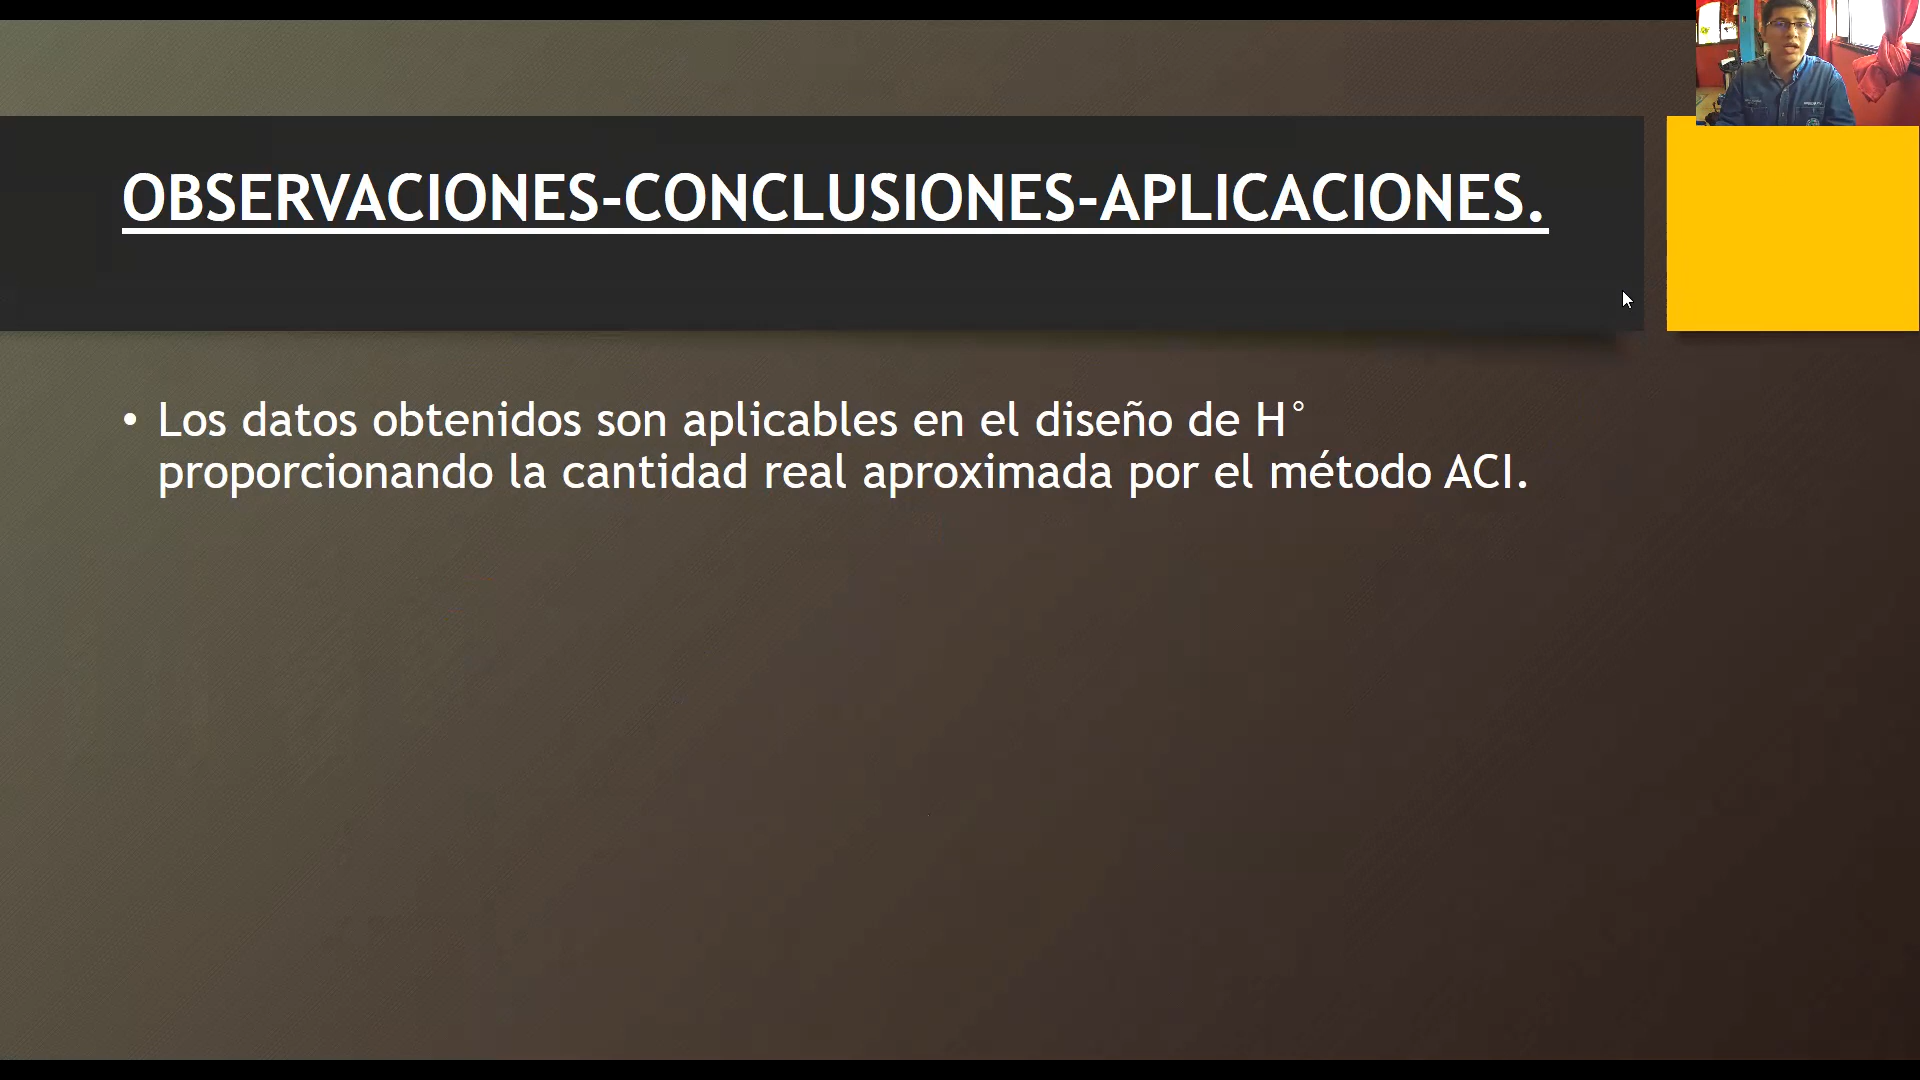 OBSERVACIONES-CONCLUSIONES-APLICACIONES.
• Los datos obtenidos son aplicables en el diseño de H°
proporcionando la cantidad real aproximada por el método ACI.